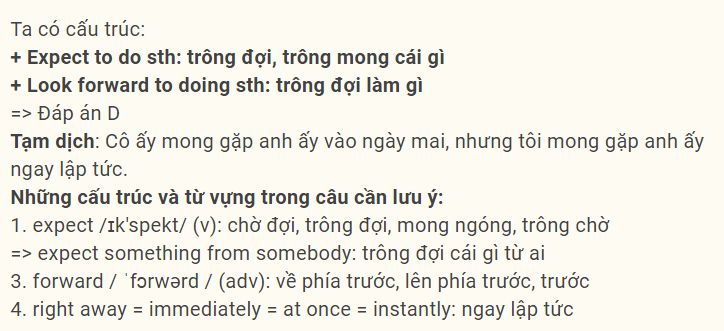 Ta có cấu trúc:
+ Expect to do sth: trông đợi, trông mong cái gì
+ Look forward to doing sth: trông đợi làm gì
=> Đáp án D
Tạm dịch: Cô ấy mong gặp anh ấy vào ngày mai, nhưng tôi mong gặp anh ấy
ngay lập tức.
Những cấu trúc và từ vựng trong câu cần lưu ý:
1. expect /ɪk'spekt/ (v): chờ đợi, trông đợi, mong ngóng, trông chờ
=> expect something from somebody: trông đợi cái gì từ ai
3. forward / ˈfɔrwərd / (adv): về phía trước, lên phía trước, trước
4. right away = immediately = at once = instantly: ngay lập tức